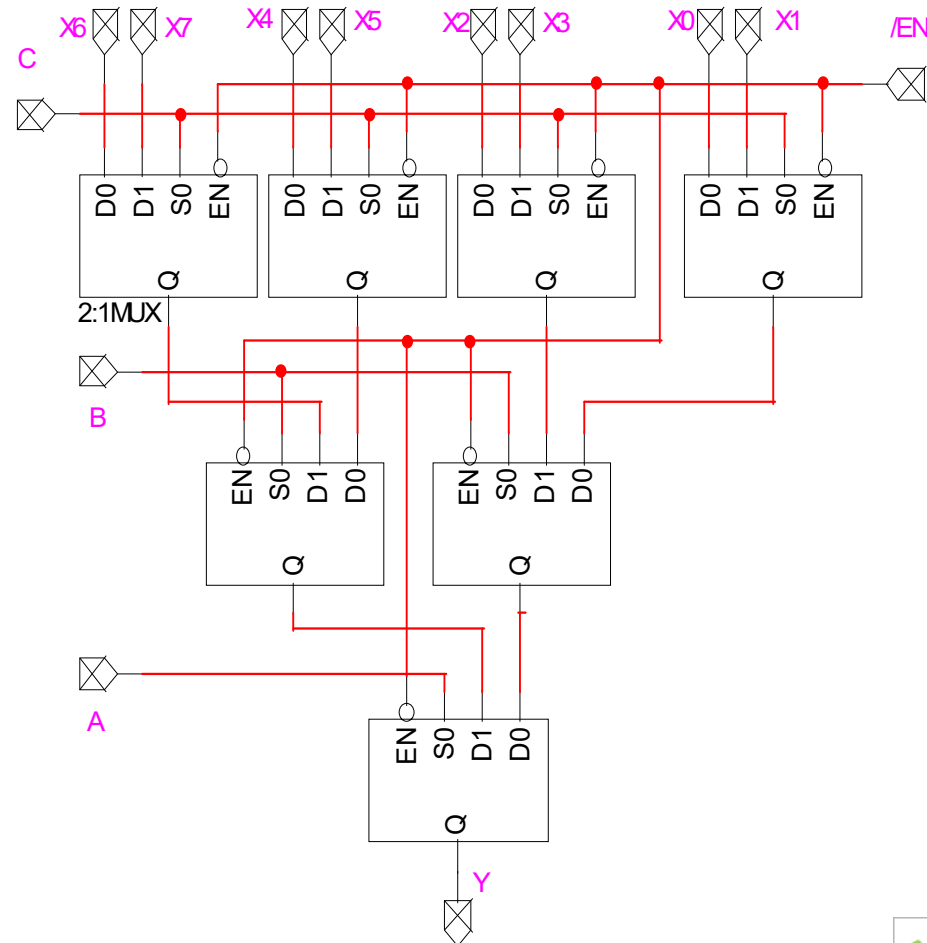 X6 X7 X4 X5 X2 X3 X0 X1 /EN
C
D0 D1 S0 EN D0 D1 S0 EN D0 D1 S0 EN D0 D1 S0 EN
Q Q Q Q
2:1MUX
B
EN S0 D1 D0 EN S0 D1 D0
Q Q
A
EN S0 D1 D0
Q
Y